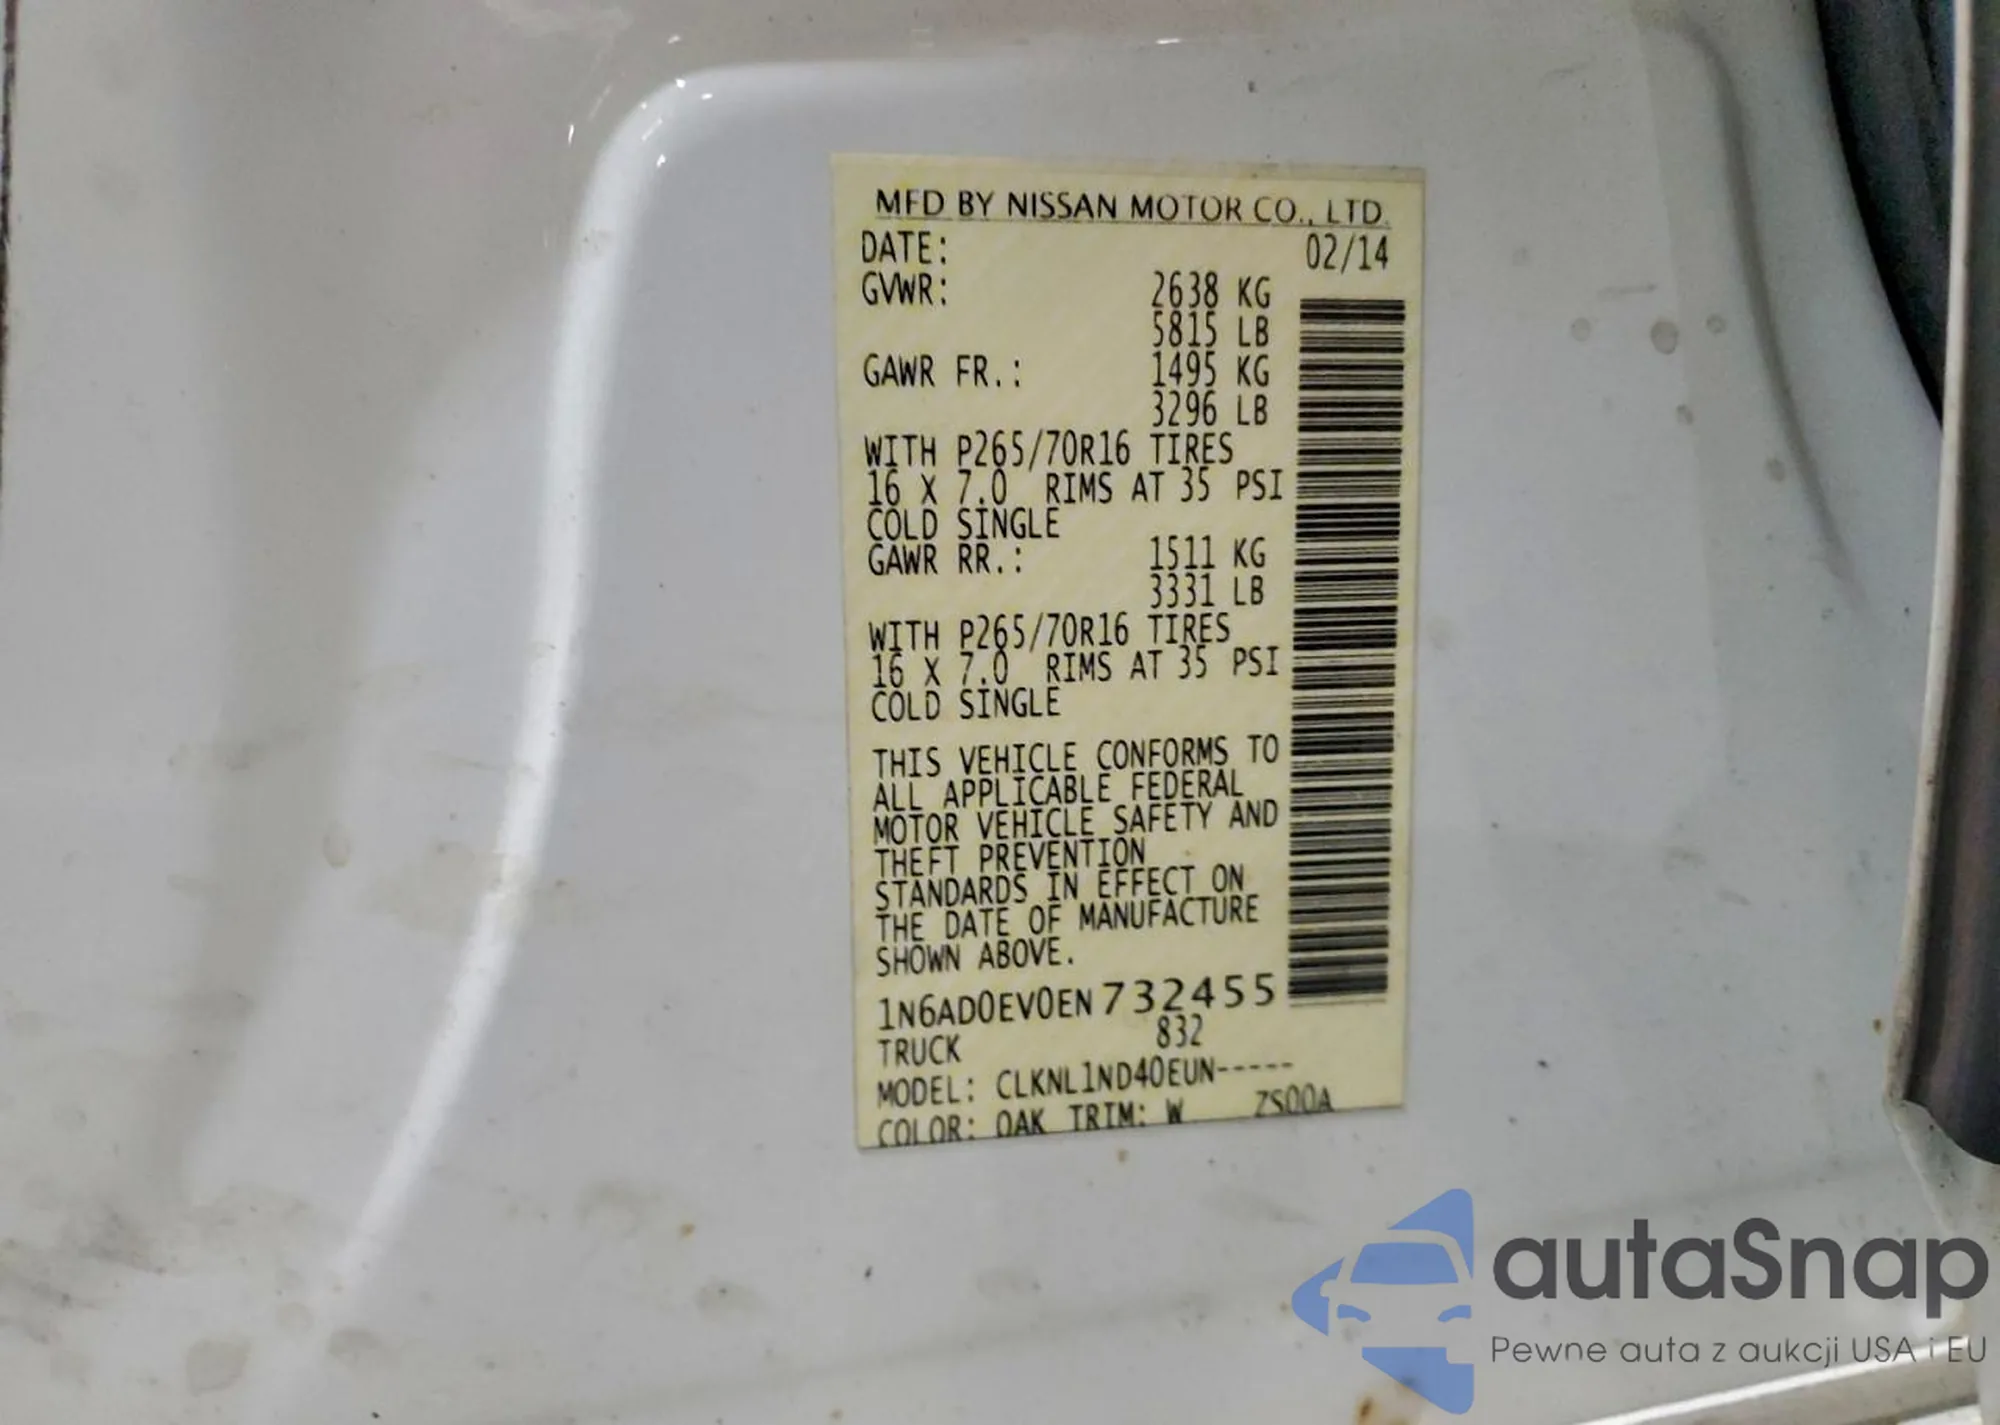 MFD BY NISSAN MOTOR CO., LTD.
DATE: 02/14
GVWR: 2638 KG
5815 LB
GAWR FR.: 1495 KG
3296 LB
WITH P265/70R16 TIRES
16 X 7.0 RIMS AT 35 PSI
COLD SINGLE
GAWR RR.: 1511 KG
3331 LB
WITH P265/70R16 TIRES
16 X 7.0 RIMS AT 35 PSI
COLD SINGLE
THIS VEHICLE CONFORMS TO
ALL APPLICABLE FEDERAL
MOTOR VEHICLE SAFETY AND
THEFT PREVENTION
STANDARDS IN EFFECT ON
THE DATE OF MANUFACTURE
SHOWN ABOVE.
1N6AD0EV0EN732455
TRUCK 832
MODEL: CLKNL1ND40EUN-----
COLOR: QAK TRIM: W ZS00A
autaSnap
Pewne auta z aukcji USA i EU